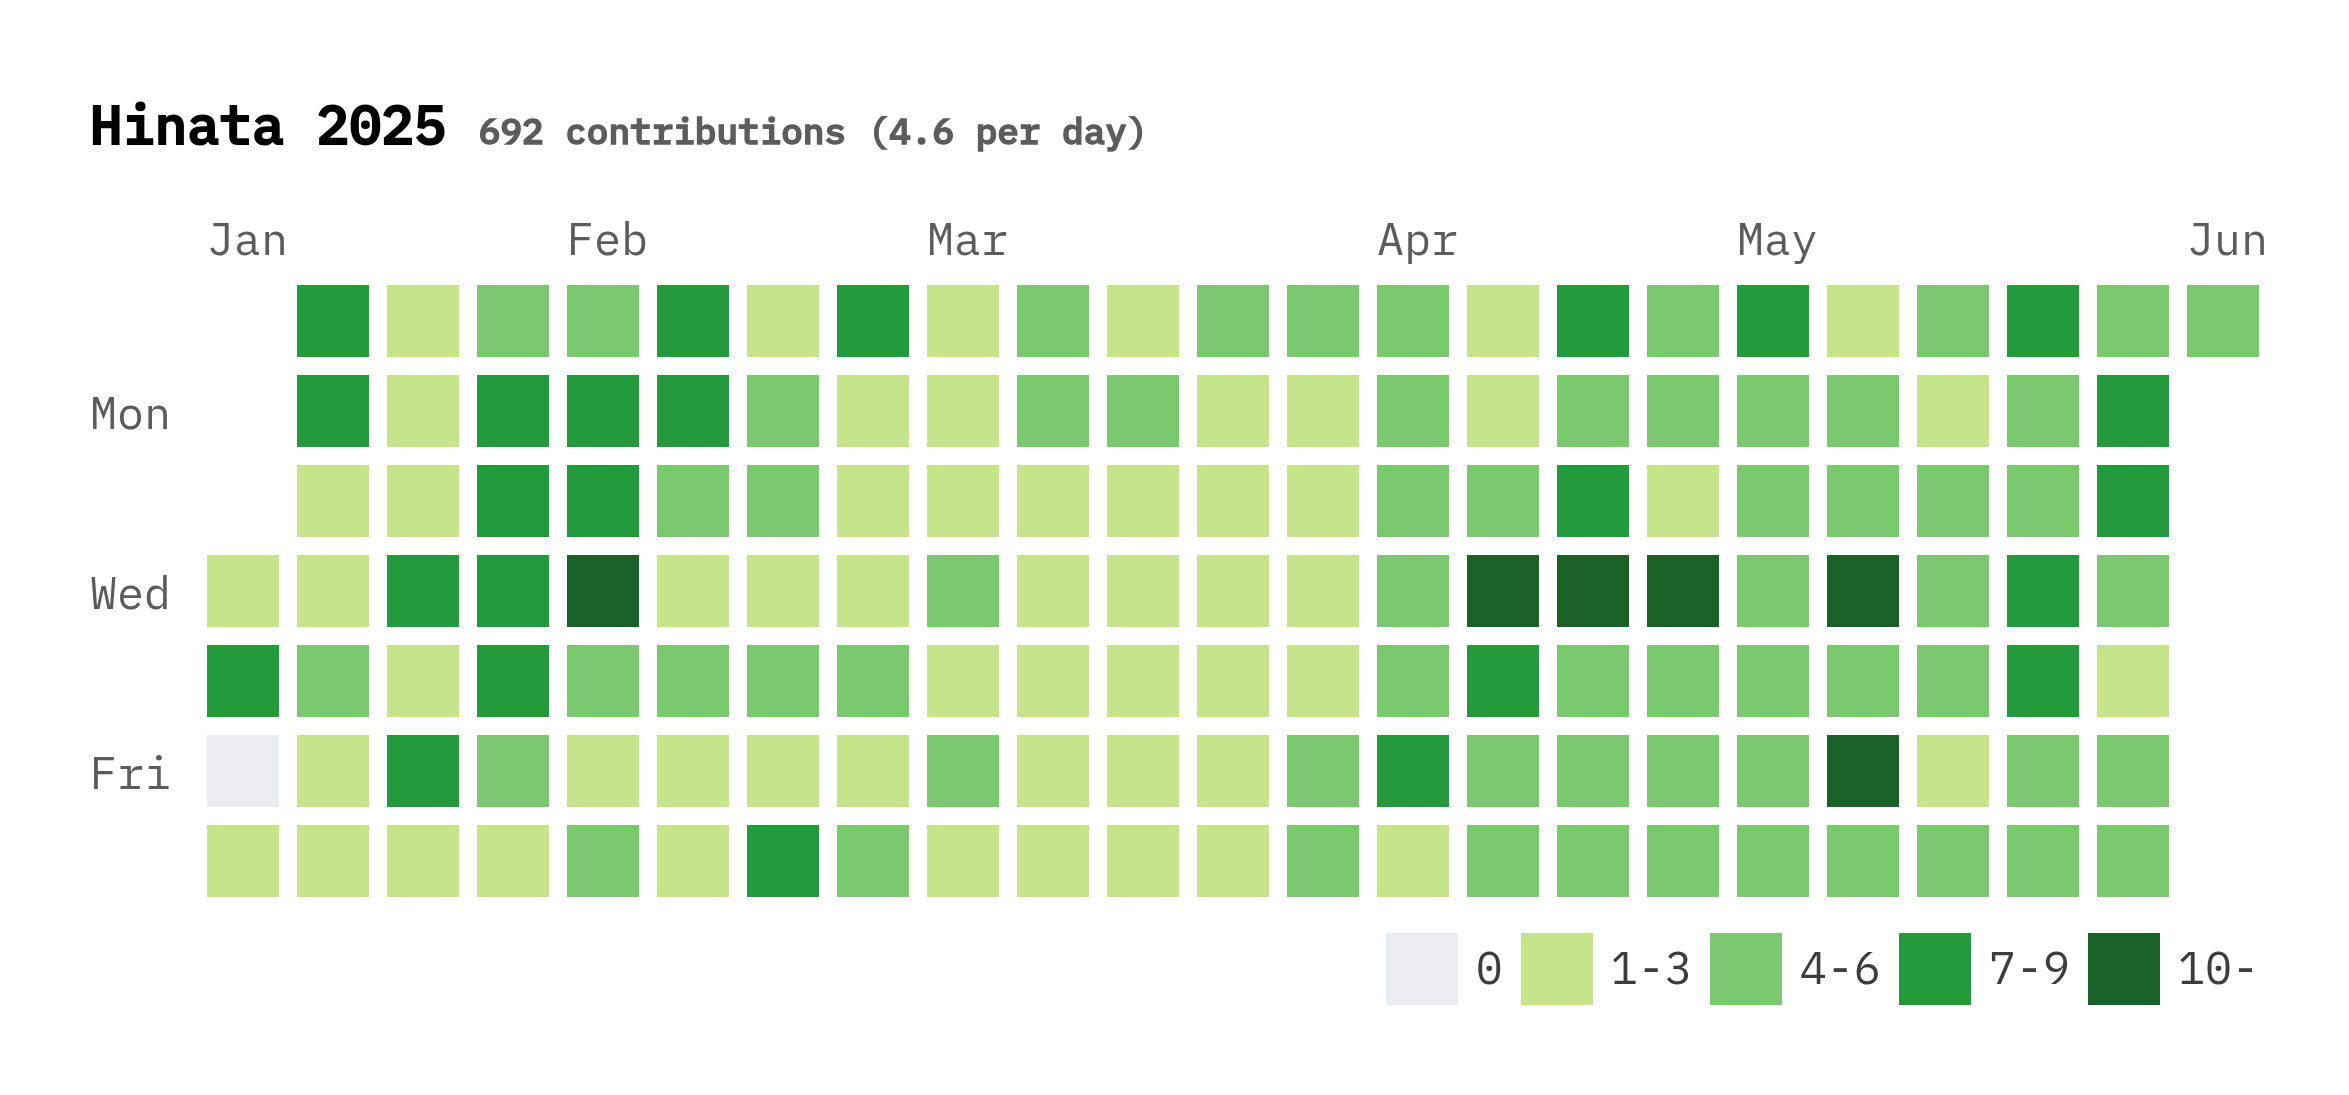 Hinata 2025 692 contributions (4.6 per day)
Jan Feb Mar Apr May Jun
Mon
Wed
Fri
0 1-3 4-6 7-9 10-